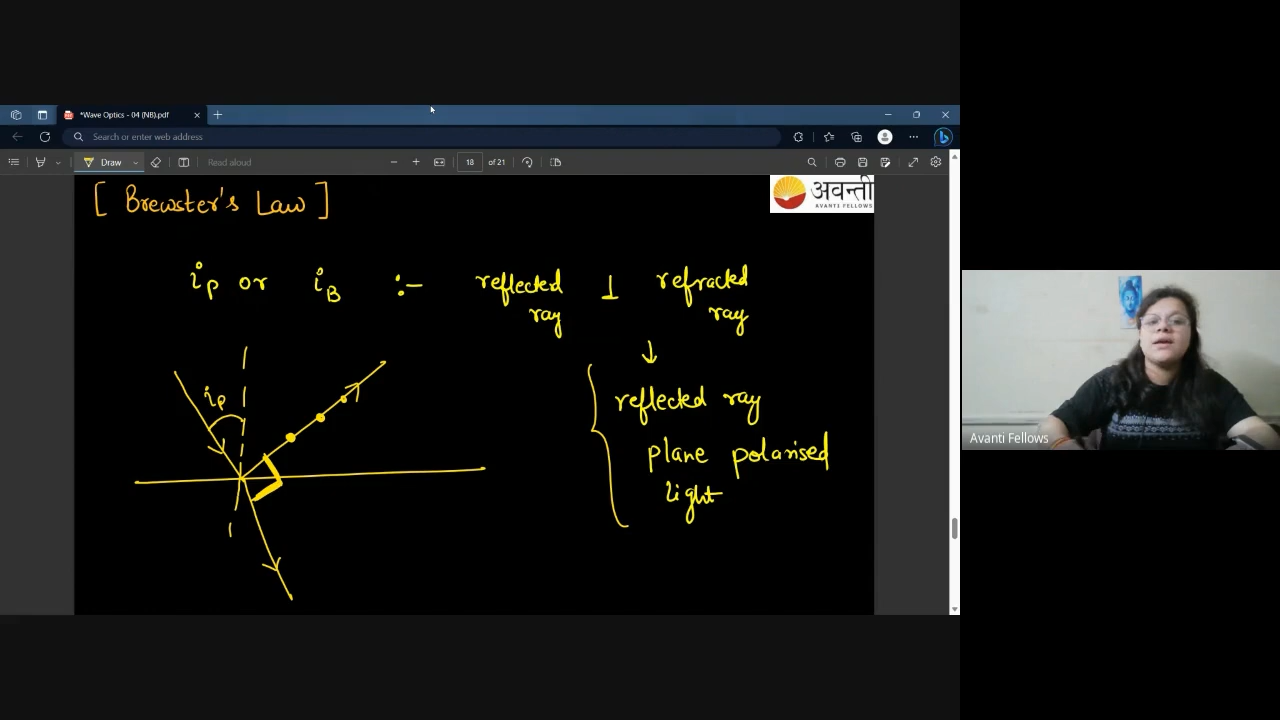 *Wave Optics - 04 (NB).pdf
Search or enter web address
Draw
Read aloud
18 of 21
[ Brewster's Law ]
अवन्ती
AVANTI FELLOWS
ip or iB :- reflected ray ⊥ refracted ray
↓
reflected ray
plane polarised
light
ip
Avanti Fellows